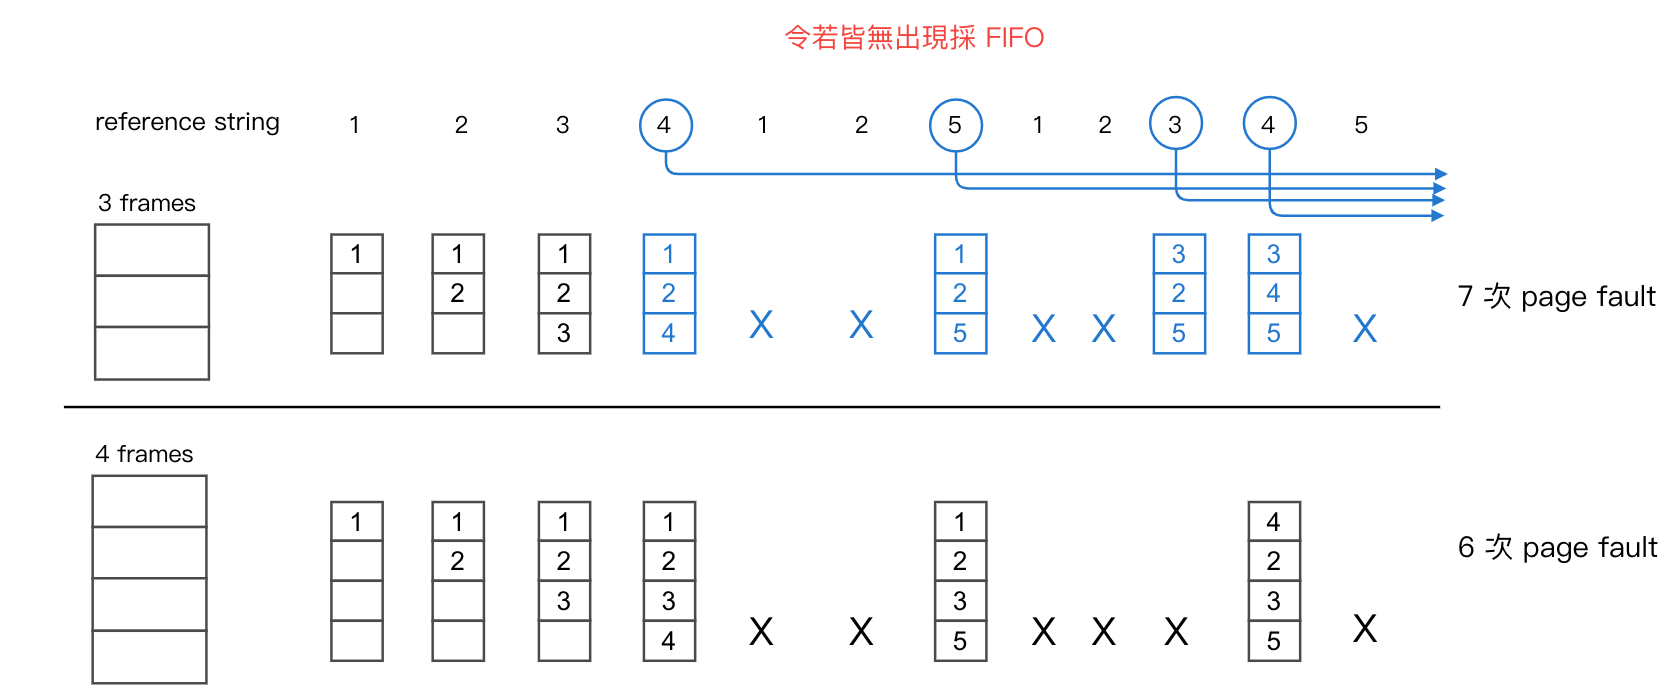 令若皆無出現採 FIFO
reference string 1 2 3 4 1 2 5 1 2 3 4 5
3 frames
1 1 1 1 1 3 3
2 2 2 2 2 4
3 4 X X 5 X X 5 5 X
7 次 page fault
4 frames
1 1 1 1 1 4
2 2 2 2 2
3 3 3 3
4 X X 5 X X X 5 X
6 次 page fault